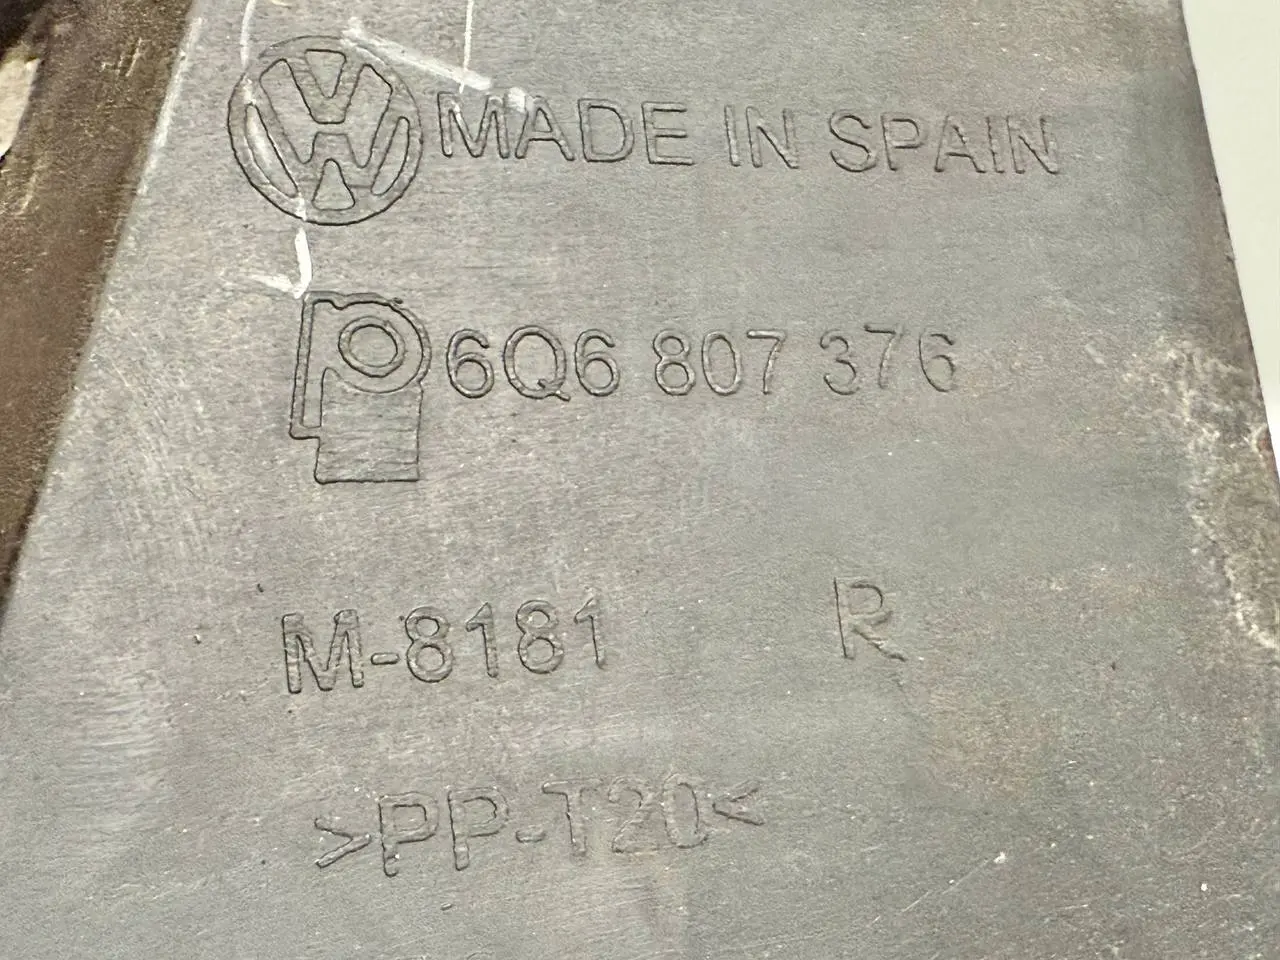 MADE IN SPAIN
6Q6 807 376
M-8181 R
>PP-T20<